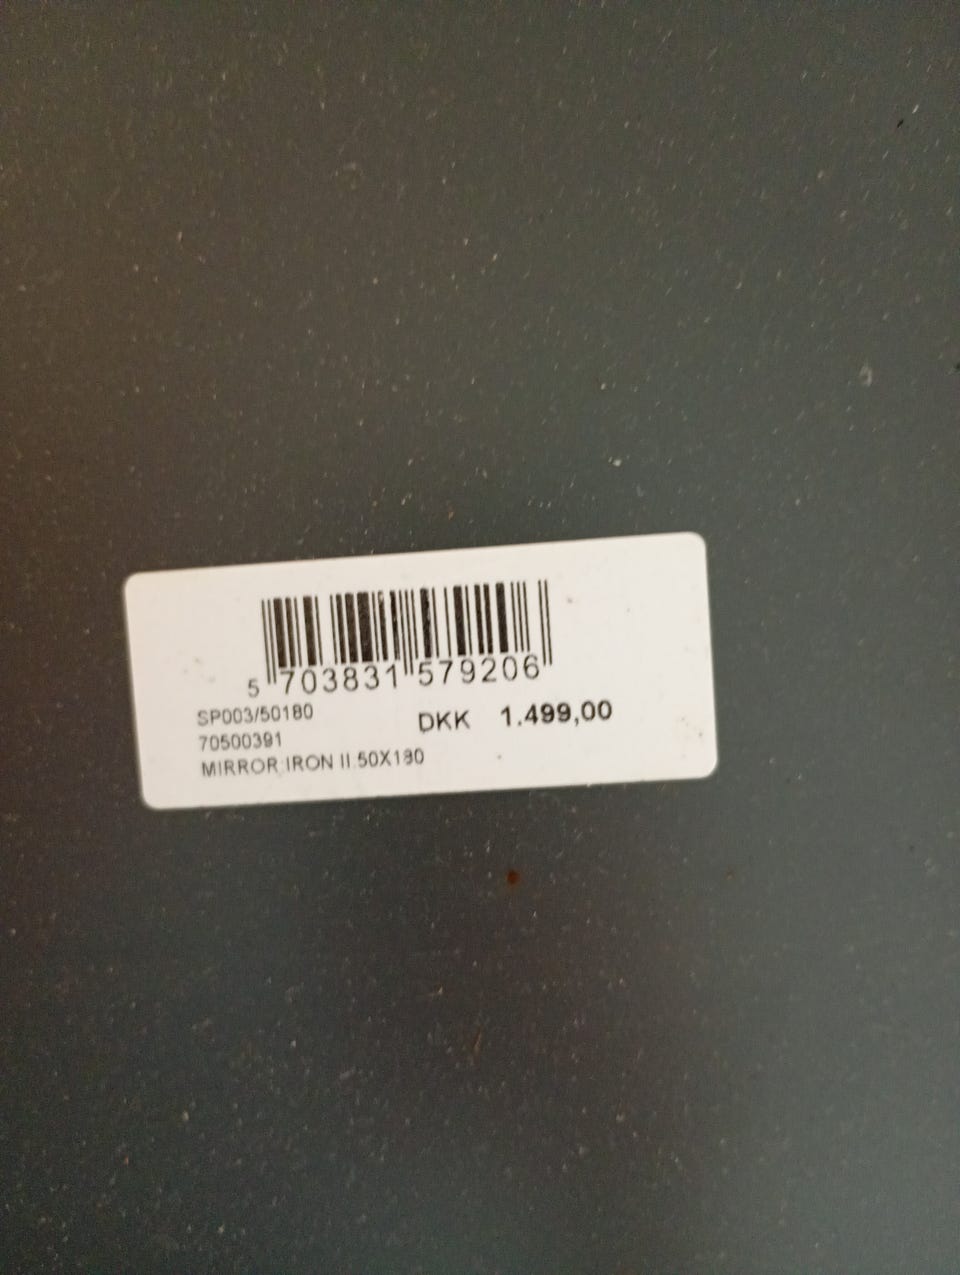 5 703831 579206
SP003/50180
DKK 1.499,00
70500391
MIRROR IRON II.50X180